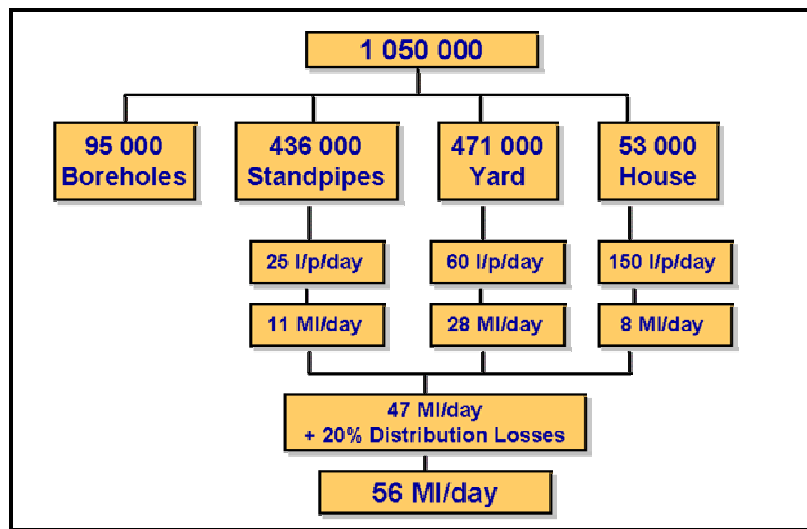 1 050 000
95 000
Boreholes
436 000
Standpipes
471 000
Yard
53 000
House
25 l/p/day
60 l/p/day
150 l/p/day
11 Ml/day
28 Ml/day
8 Ml/day
47 Ml/day
+ 20% Distribution Losses
56 Ml/day